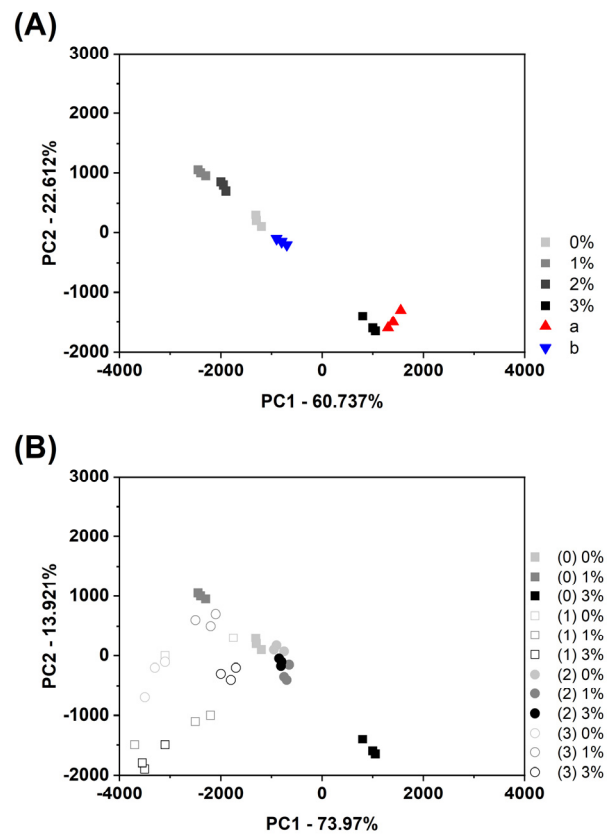 (A)
3000
2000
1000
0
-1000
-2000
PC2 - 22.612%
-4000 -2000 0 2000 4000
PC1 - 60.737%
0%
1%
2%
3%
a
b
(B)
3000
2000
1000
0
-1000
-2000
PC2 - 13.921%
-4000 -2000 0 2000 4000
PC1 - 73.97%
(0) 0%
(0) 1%
(0) 3%
(1) 0%
(1) 1%
(1) 3%
(2) 0%
(2) 1%
(2) 3%
(3) 0%
(3) 1%
(3) 3%